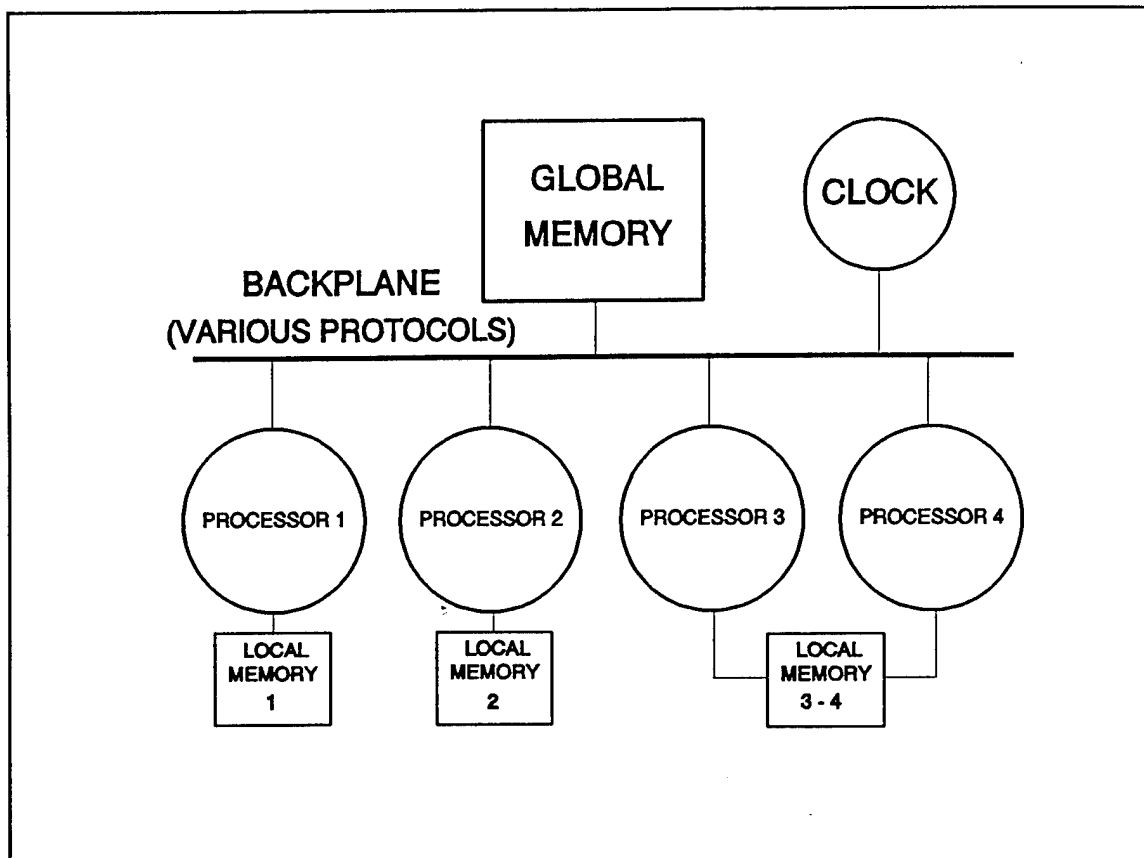 GLOBAL
MEMORY
CLOCK
BACKPLANE
(VARIOUS PROTOCOLS)
PROCESSOR 1
PROCESSOR 2
PROCESSOR 3
PROCESSOR 4
LOCAL
MEMORY
1
LOCAL
MEMORY
2
LOCAL
MEMORY
3 - 4